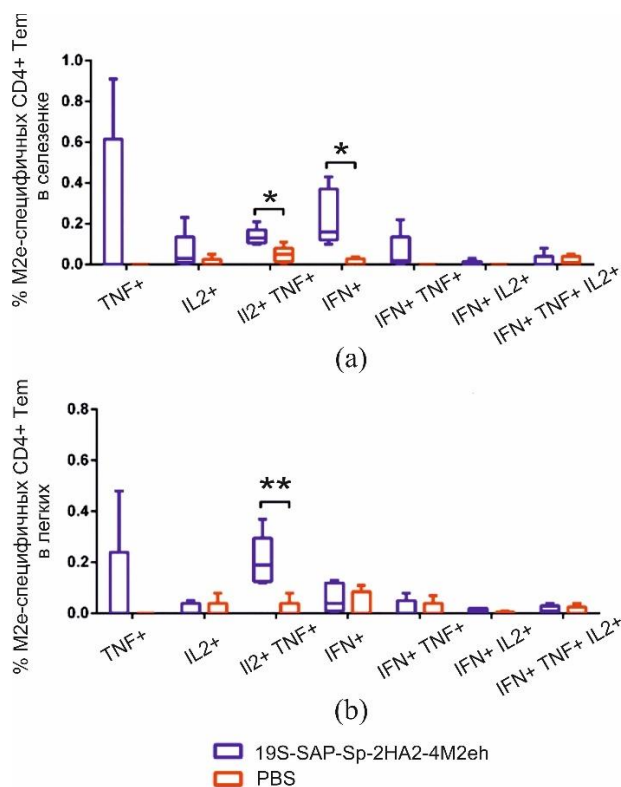 % M2e-специфичных CD4+ Tem
в селезенке
1.0
0.8
0.6
0.4
0.2
0.0
*
*
TNF+
IL2+
Il2+ TNF+
IFN+
IFN+ TNF+
IFN+ IL2+
IFN+ TNF+ IL2+
(a)
% M2e-специфичных CD4+ Tem
в легких
0.8
0.6
0.4
0.2
0.0
**
TNF+
IL2+
Il2+ TNF+
IFN+
IFN+ TNF+
IFN+ IL2+
IFN+ TNF+ IL2+
(b)
19S-SAP-Sp-2HA2-4M2eh
PBS